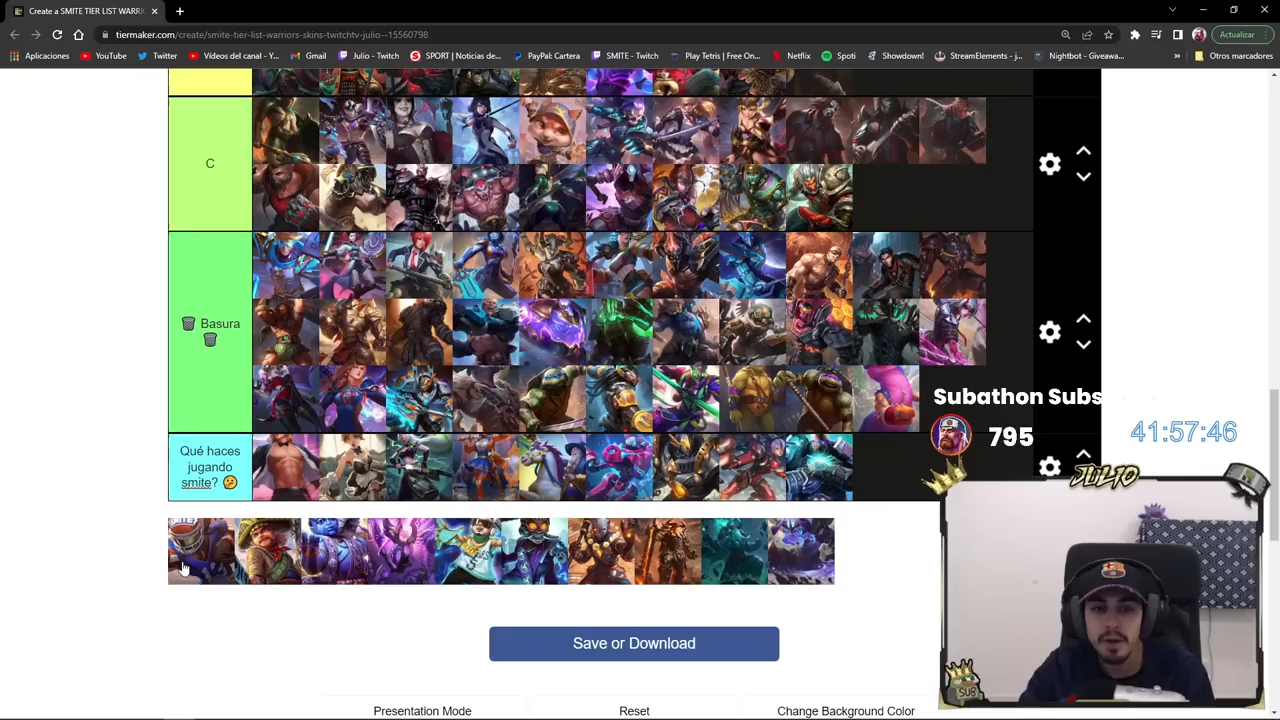 Create a SMITE TIER LIST WARRI
tiermaker.com/create/smite-tier-list-warriors-skins-twitchtv-julio--15560798
Actualizar
Aplicaciones
YouTube
Twitter
Vídeos del canal - Y...
Gmail
Julio - Twitch
SPORT | Noticias de...
PayPal Cartera
SMITE - Twitch
Play Tetris | Free On...
Netflix
Spoti
Showdown!
StreamElements - j...
Nightbot - Giveawa...
»
Otros marcadores
C
Basura
Qué haces
jugando
smite?
Subathon Subs
795
41:57:46
JULIO
SUB
Save or Download
Presentation Mode
Reset
Change Background Color